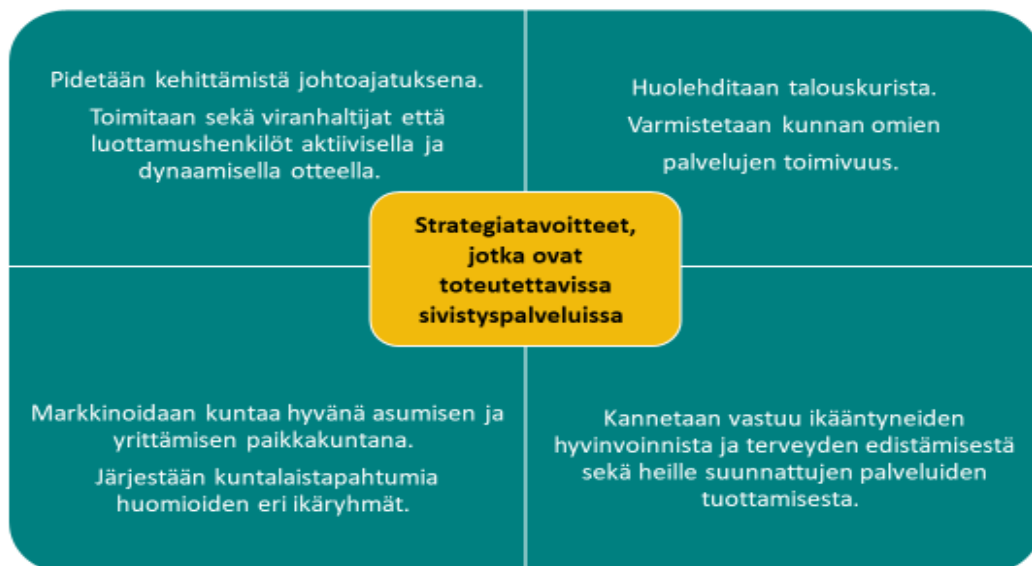 Pidetään kehittämistä johtoajatuksena.
Toimitaan sekä viranhaltijat että
luottamushenkilöt aktiivisella ja
dynaamisella otteella.
Huolehditaan talouskurista.
Varmistetaan kunnan omien
palvelujen toimivuus.
Strategiatavoitteet,
jotka ovat
toteutettavissa
sivistyspalveluissa
Markkinoidaan kuntaa hyvänä asumisen ja
yrittämisen paikkakuntana.
Järjestään kuntalaistapahtumia
huomioiden eri ikäryhmät.
Kannetaan vastuu ikääntyneiden
hyvinvoinnista ja terveyden edistämisestä
sekä heille suunnattujen palveluiden
tuottamisesta.